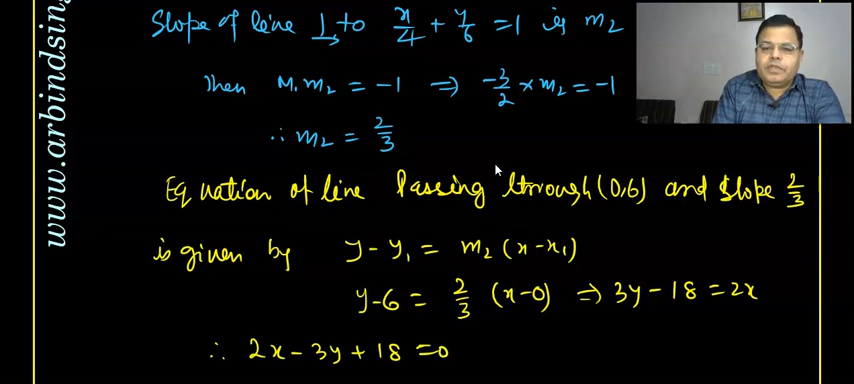 www.arbindsing
Slope of line ⊥s to x/4 + y/6 = 1 is m2
Then M1 m2 = -1 ⇒ -3/2 × m2 = -1
∴ m2 = 2/3
Equation of line Passing through (0,6) and Slope 2/3
is given by y - y1 = m2 (x - x1)
y - 6 = 2/3 (x - 0) ⇒ 3y - 18 = 2x
∴ 2x - 3y + 18 = 0